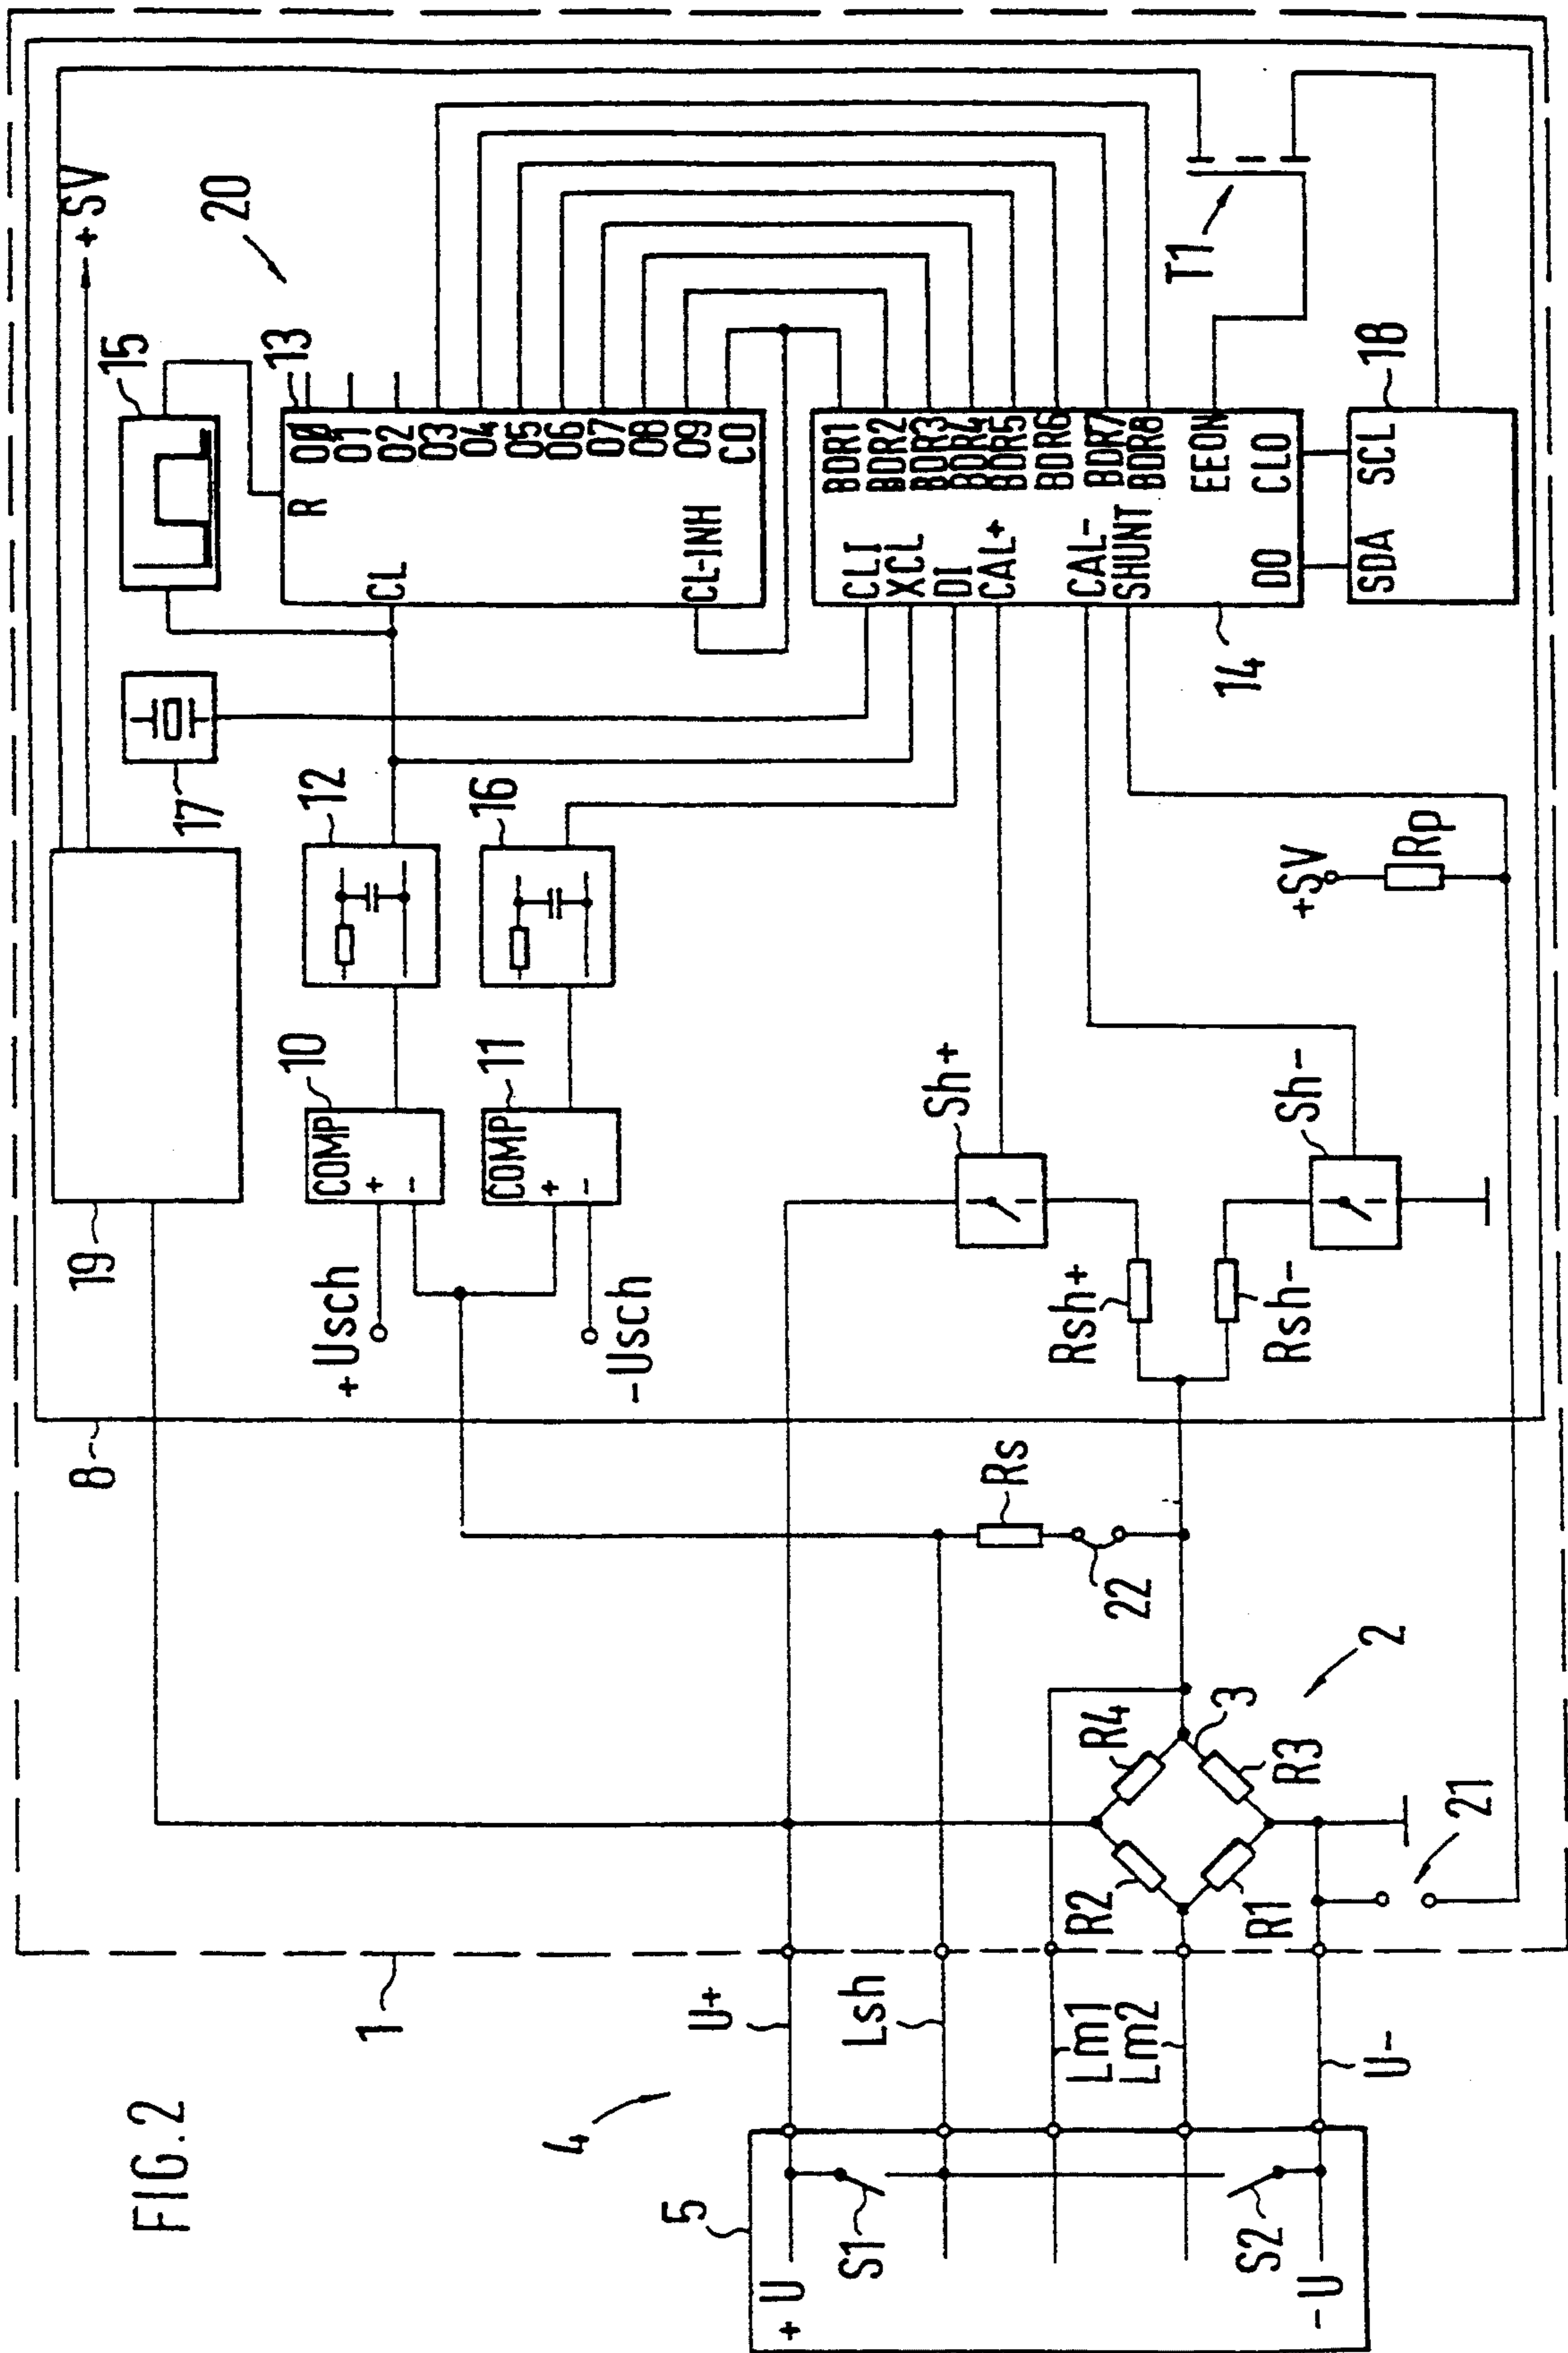 FIG.2
1
4
5
+U
S1
S2
-U
U+
Lsh
Lm1
Lm2
U-
R2
R4
R1
R3
3
2
21
22
Rs
8
19
+Usch
-Usch
COMP
+
-
10
COMP
+
-
11
12
16
17
15
+5V
20
13
R
CL
CL-INH
O0
O1
O2
O3
O4
O5
O6
O7
O8
O9
CO
CLI
XCL
DI
CAL+
CAL-
SHUNT
DO
BDR1
BDR2
BDR3
BDR4
BDR5
BDR6
BDR7
BDR8
EEON
CLO
14
SDA
SCL
18
T1
Sh+
Sh-
Rsh+
Rsh-
+5V
Rp